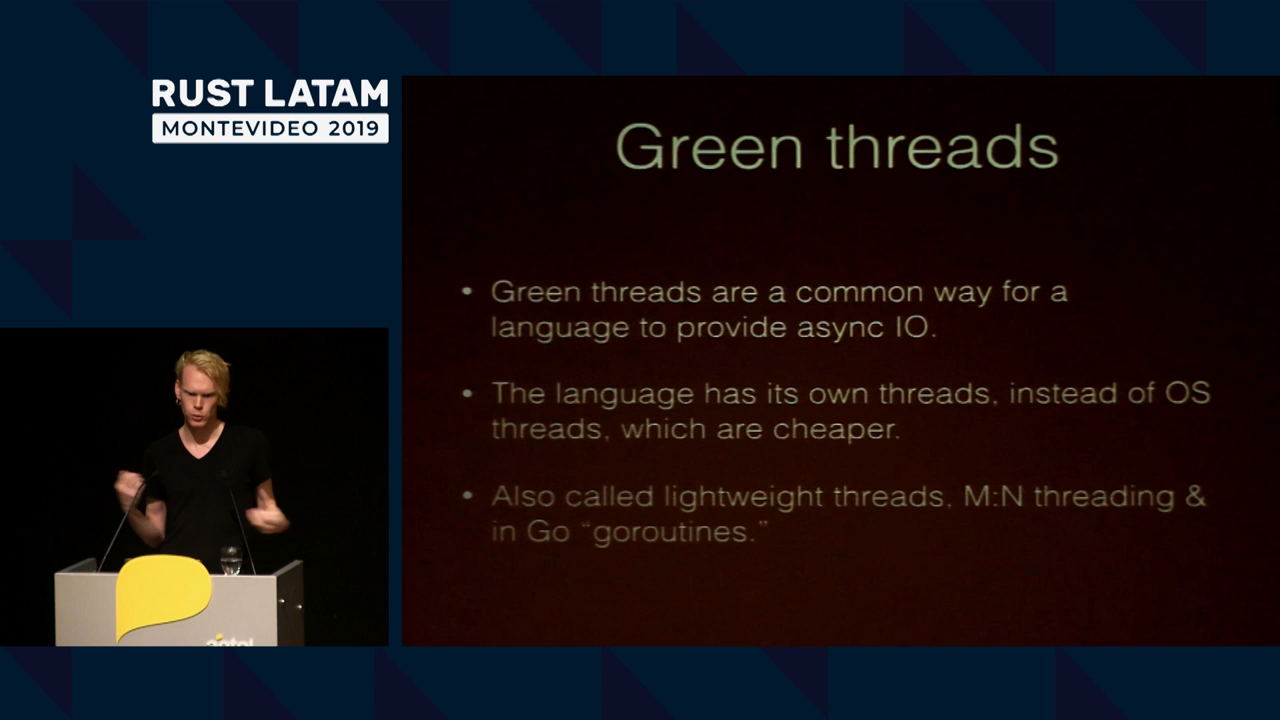 RUST LATAM
MONTEVIDEO 2019
Green threads
• Green threads are a common way for a
language to provide async IO.
• The language has its own threads, instead of OS
threads, which are cheaper.
• Also called lightweight threads, M:N threading &
in Go “goroutines.”
antel